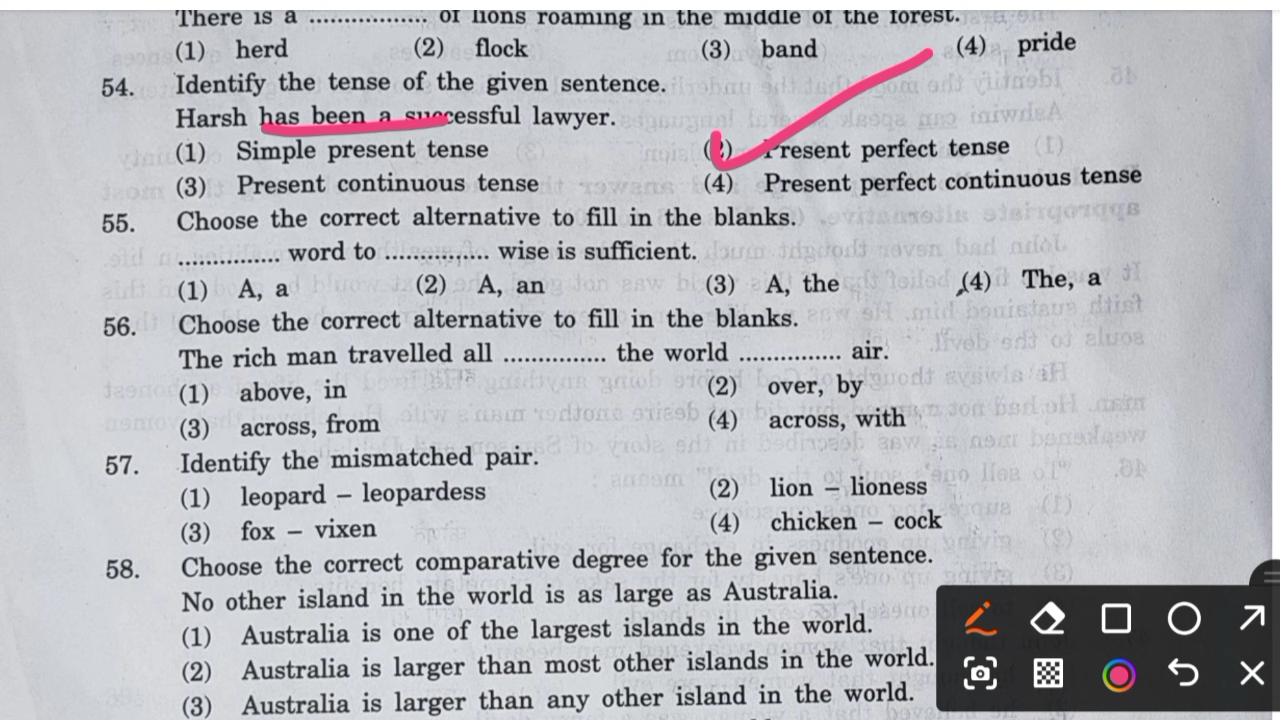 There is a .................. of lions roaming in the middle of the forest.
(1) herd (2) flock (3) band (4) pride
54. Identify the tense of the given sentence.
Harsh has been a successful lawyer.
(1) Simple present tense (2) Present perfect tense
(3) Present continuous tense (4) Present perfect continuous tense
55. Choose the correct alternative to fill in the blanks.
............... word to ............... wise is sufficient.
(1) A, a (2) A, an (3) A, the (4) The, a
56. Choose the correct alternative to fill in the blanks.
The rich man travelled all ............... the world ............... air.
(1) above, in (2) over, by
(3) across, from (4) across, with
57. Identify the mismatched pair.
(1) leopard – leopardess (2) lion – lioness
(3) fox – vixen (4) chicken – cock
58. Choose the correct comparative degree for the given sentence.
No other island in the world is as large as Australia.
(1) Australia is one of the largest islands in the world.
(2) Australia is larger than most other islands in the world.
(3) Australia is larger than any other island in the world.